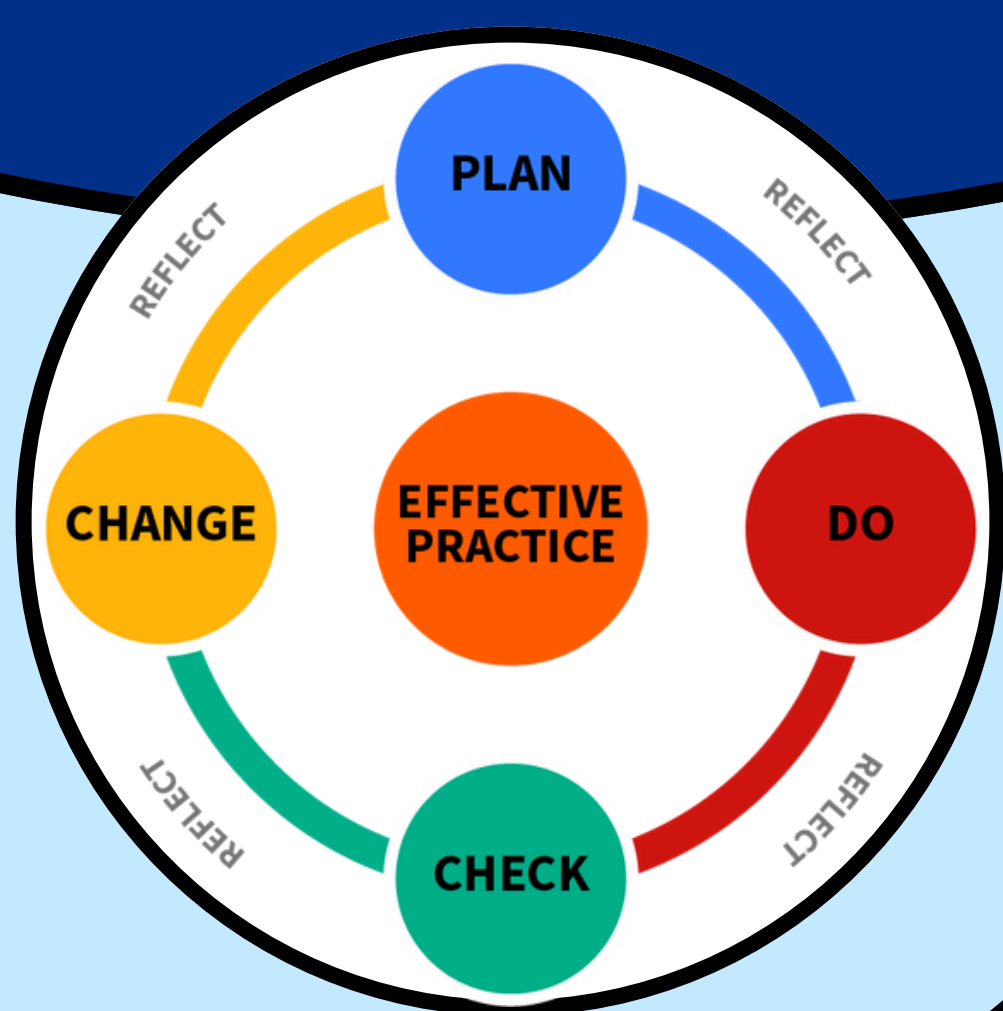 PLAN
REFLECT
REFLECT
CHANGE
EFFECTIVE
PRACTICE
DO
REFLECT
REFLECT
CHECK